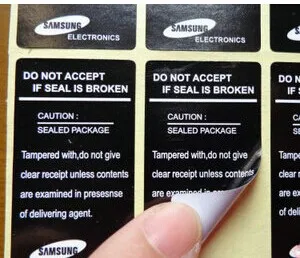 SAMSUNG
ELECTRONICS
SAMSUNG
ELECTRONICS
DO NOT ACCEPT
IF SEAL IS BROKEN
CAUTION :
SEALED PACKAGE
Tampered with,do not give
clear receipt unless contents
are examined in presesnse
of delivering agent.
SAMSUNG
DO NOT ACCEPT
IF SEAL IS BROKEN
CAUTION :
SEALED PACKAGE
Tampered with,do not
clear receipt unless contents
are examined in
of delivering